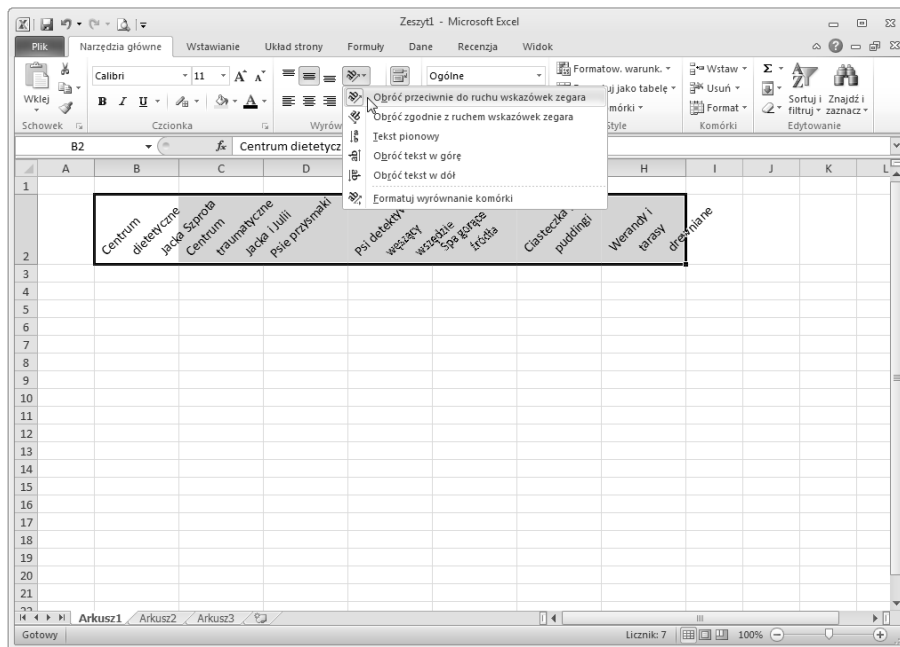 Zeszyt1 - Microsoft Excel
Plik Narzędzia główne Wstawianie Układ strony Formuły Dane Recenzja Widok
Wklej
Calibri 11 A A
B I U A
Ogólne
Formatow. warunk.
uj jako tabelę
mórki
Wstaw
Usuń
Format
Σ
Sortuj i filtruj
Znajdź i zaznacz
Schowek Czcionka Wyrów Style Komórki Edytowanie
Obróć przeciwnie do ruchu wskazówek zegara
Obróć zgodnie z ruchem wskazówek zegara
Tekst pionowy
Obróć tekst w górę
Obróć tekst w dół
Formatuj wyrównanie komórki
B2 fx Centrum dietetycz
A B C D H I J K L
1
2
Centrum
dietetyczne
Jacka Szprota
Centrum
traumatyczne
Jacka i Julii
Psie przysmaki
Psi detektyw
węszący
wszędzie
Spa gorące
źródła
Ciasteczka
puddingi
Werandy i
tarasy
drewniane
3
4
5
6
7
8
9
10
11
12
13
14
15
16
17
18
19
20
21
22
Arkusz1 Arkusz2 Arkusz3
Gotowy Licznik: 7 100%